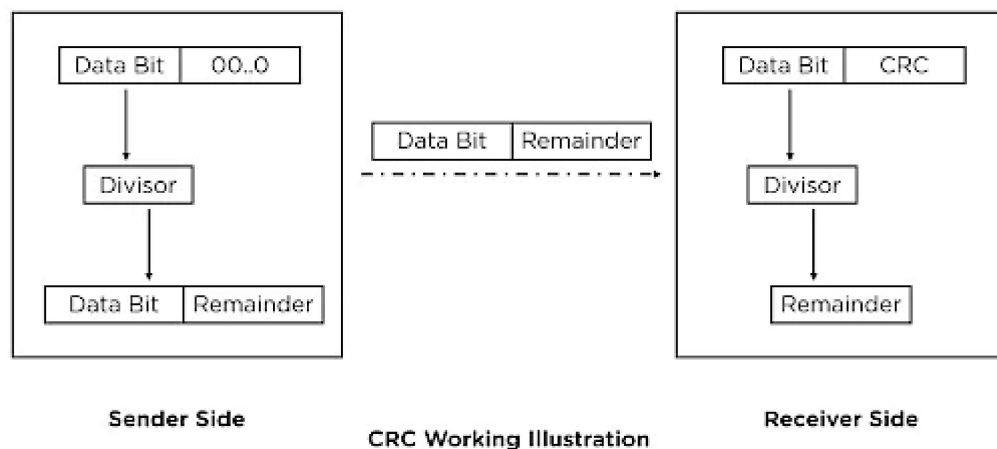 Data Bit 00..0
Divisor
Data Bit Remainder
Sender Side
Data Bit Remainder
CRC Working Illustration
Data Bit CRC
Divisor
Remainder
Receiver Side